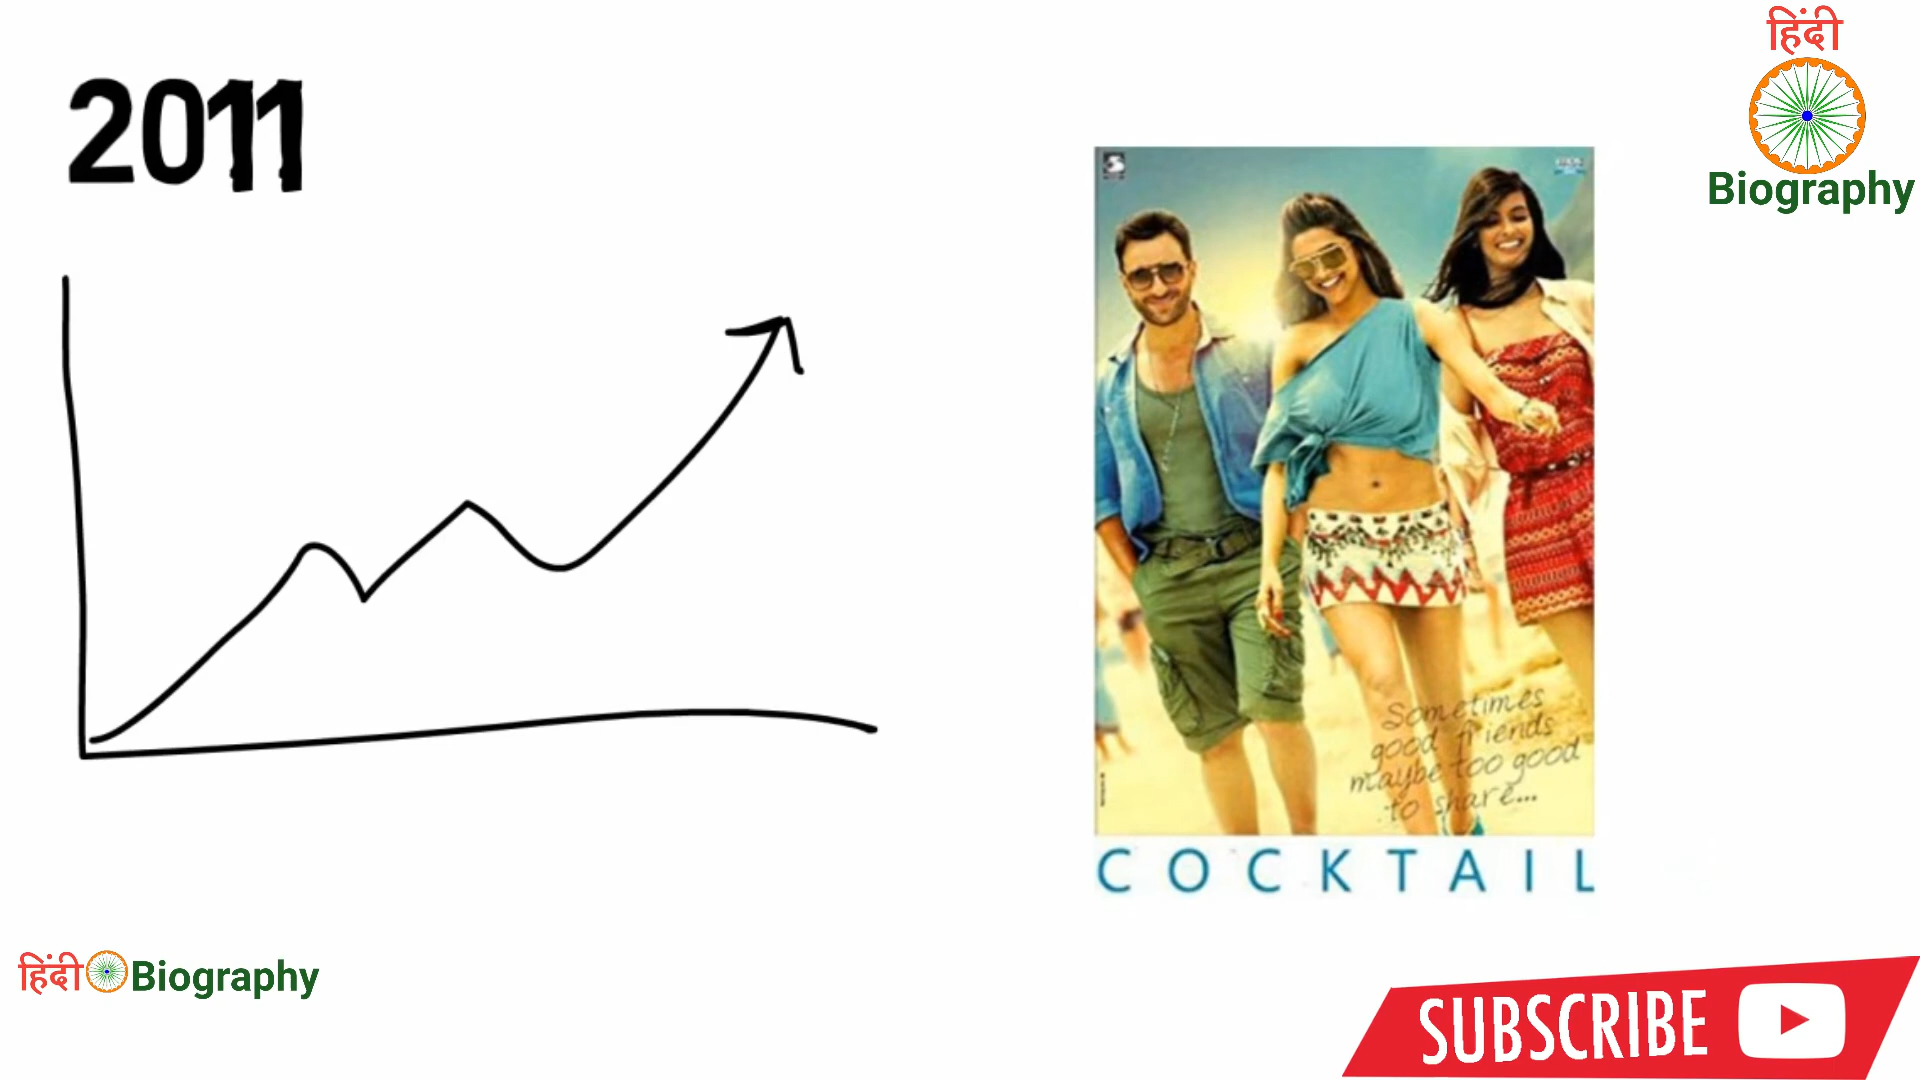 2011
हिंदी
Biography
Sometimes
good friends
maybe too good
to share...
COCKTAIL
हिंदी Biography
SUBSCRIBE